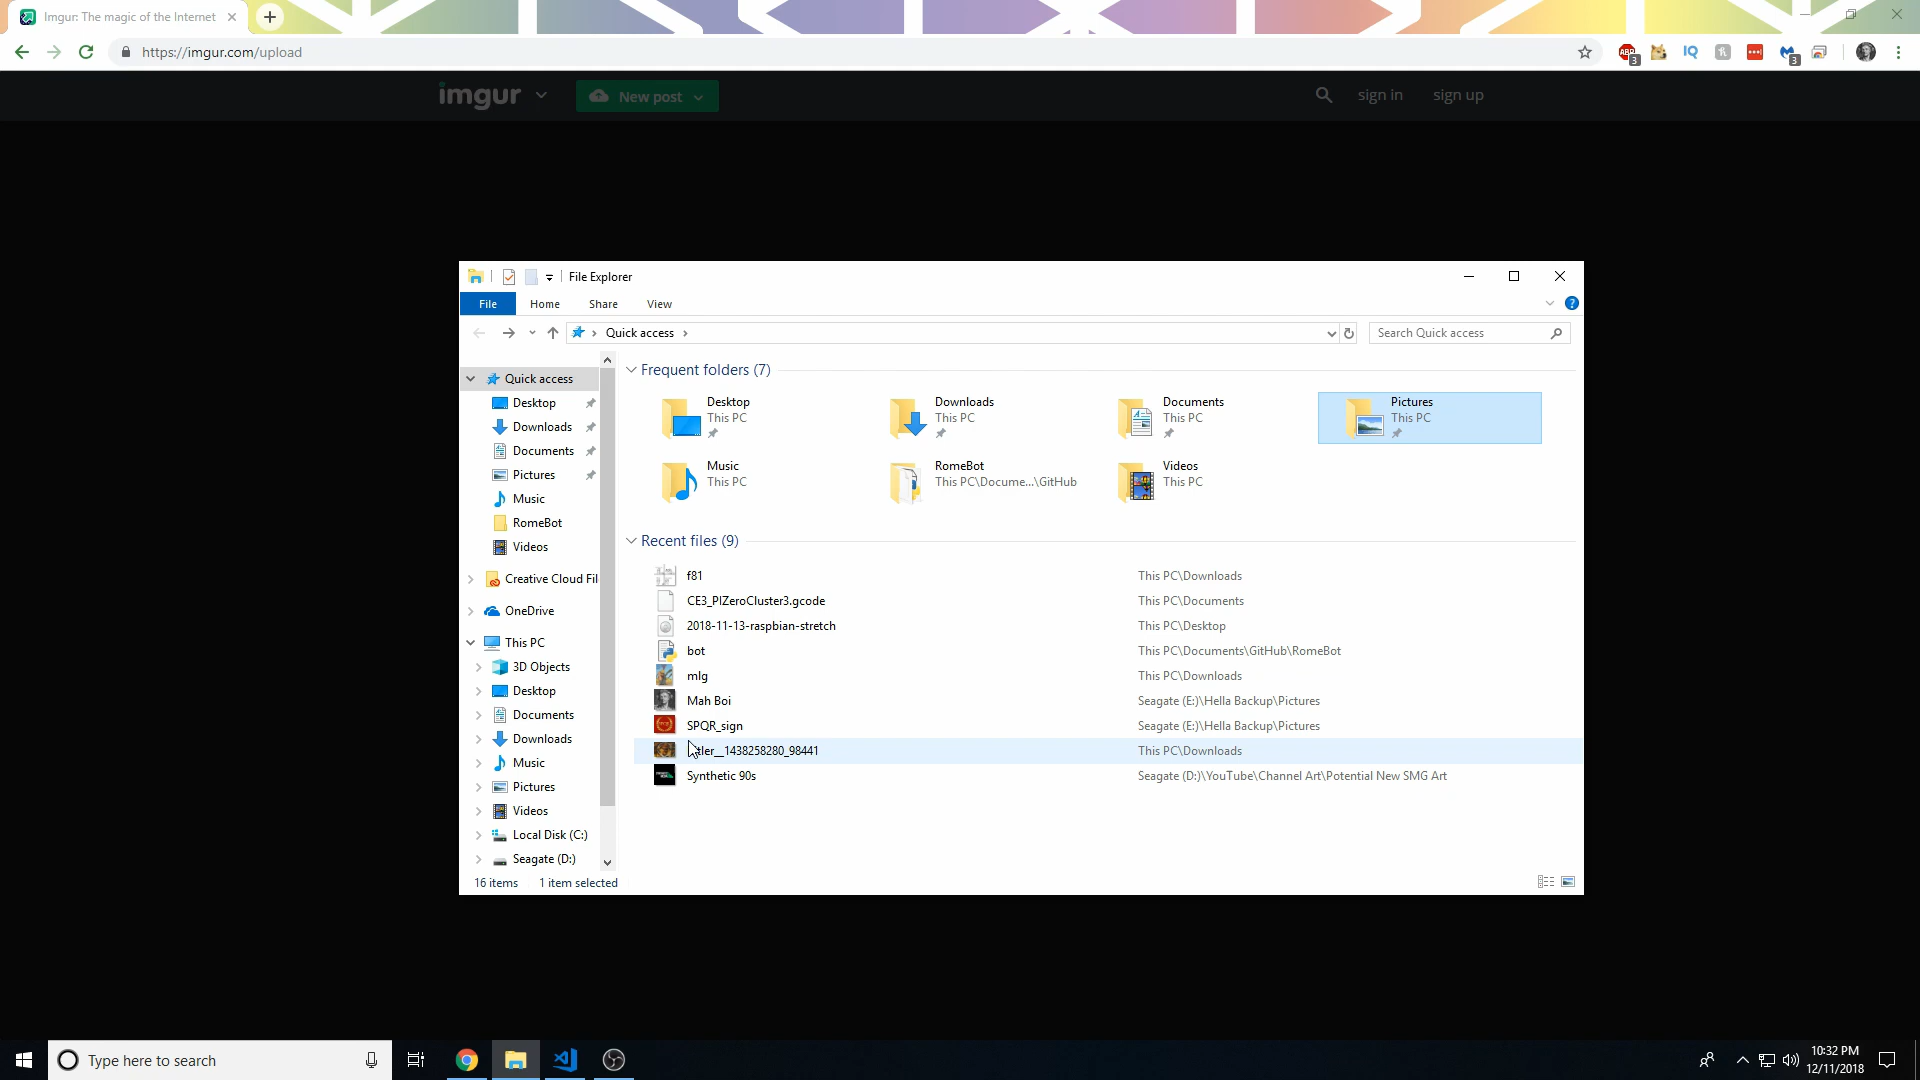 Imgur: The magic of the Internet
https://imgur.com/upload
ABP
3
IQ
3
imgur
New post
sign in
sign up
File Explorer
File
Home
Share
View
Quick access
Search Quick access
Quick access
Desktop
Downloads
Documents
Pictures
Music
RomeBot
Videos
Creative Cloud Fil
OneDrive
This PC
3D Objects
Desktop
Documents
Downloads
Music
Pictures
Videos
Local Disk (C:)
Seagate (D:)
Frequent folders (7)
Desktop
This PC
Downloads
This PC
Documents
This PC
Pictures
This PC
Music
This PC
RomeBot
This PC\Docume...\GitHub
Videos
This PC
Recent files (9)
f81 This PC\Downloads
CE3_PIZeroCluster3.gcode This PC\Documents
2018-11-13-raspbian-stretch This PC\Desktop
bot This PC\Documents\GitHub\RomeBot
mlg This PC\Downloads
Mah Boi Seagate (E:)\Hella Backup\Pictures
SPQR_sign Seagate (E:)\Hella Backup\Pictures
tler__1438258280_98441 This PC\Downloads
Synthetic 90s Seagate (D:)\YouTube\Channel Art\Potential New SMG Art
16 items
1 item selected
Type here to search
10:32 PM
12/11/2018